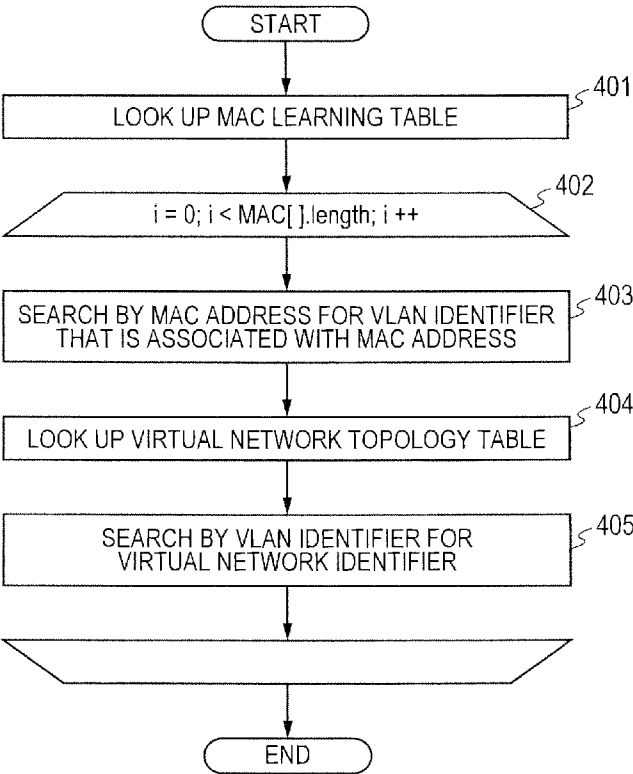 START
LOOK UP MAC LEARNING TABLE
401
i = 0; i < MAC[ ].length; i ++
402
SEARCH BY MAC ADDRESS FOR VLAN IDENTIFIER
THAT IS ASSOCIATED WITH MAC ADDRESS
403
LOOK UP VIRTUAL NETWORK TOPOLOGY TABLE
404
SEARCH BY VLAN IDENTIFIER FOR
VIRTUAL NETWORK IDENTIFIER
405
END